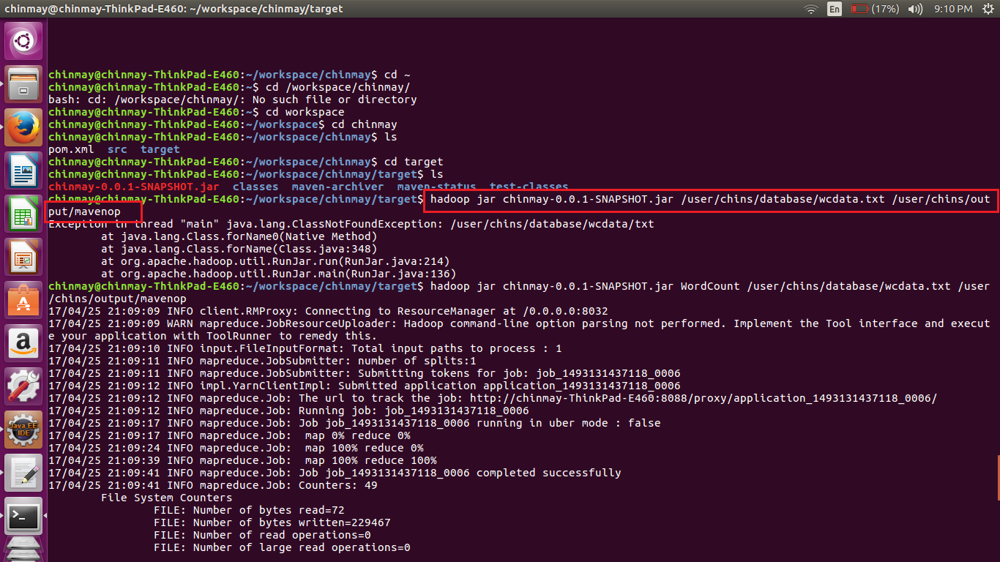 chinmay@chinmay-ThinkPad-E460: ~/workspace/chinmay/target
En
(17%)
9:10 PM
chinmay@chinmay-ThinkPad-E460:~/workspace/chinmay$ cd ~
chinmay@chinmay-ThinkPad-E460:~$ cd /workspace/chinmay/
bash: cd: /workspace/chinmay/: No such file or directory
chinmay@chinmay-ThinkPad-E460:~$ cd workspace
chinmay@chinmay-ThinkPad-E460:~/workspace$ cd chinmay
chinmay@chinmay-ThinkPad-E460:~/workspace/chinmay$ ls
pom.xml  src  target
chinmay@chinmay-ThinkPad-E460:~/workspace/chinmay$ cd target
chinmay@chinmay-ThinkPad-E460:~/workspace/chinmay/target$ ls
chinmay-0.0.1-SNAPSHOT.jar  classes  maven-archiver  maven-status  test-classes
chinmay@chinmay-ThinkPad-E460:~/workspace/chinmay/target$ hadoop jar chinmay-0.0.1-SNAPSHOT.jar /user/chins/database/wcdata.txt /user/chins/out
put/mavenop
Exception in thread "main" java.lang.ClassNotFoundException: /user/chins/database/wcdata/txt
        at java.lang.Class.forName0(Native Method)
        at java.lang.Class.forName(Class.java:348)
        at org.apache.hadoop.util.RunJar.run(RunJar.java:214)
        at org.apache.hadoop.util.RunJar.main(RunJar.java:136)
chinmay@chinmay-ThinkPad-E460:~/workspace/chinmay/target$ hadoop jar chinmay-0.0.1-SNAPSHOT.jar WordCount /user/chins/database/wcdata.txt /user
/chins/output/mavenop
17/04/25 21:09:09 INFO client.RMProxy: Connecting to ResourceManager at /0.0.0.0:8032
17/04/25 21:09:09 WARN mapreduce.JobResourceUploader: Hadoop command-line option parsing not performed. Implement the Tool interface and execut
e your application with ToolRunner to remedy this.
17/04/25 21:09:10 INFO input.FileInputFormat: Total input paths to process : 1
17/04/25 21:09:11 INFO mapreduce.JobSubmitter: number of splits:1
17/04/25 21:09:11 INFO mapreduce.JobSubmitter: Submitting tokens for job: job_1493131437118_0006
17/04/25 21:09:12 INFO impl.YarnClientImpl: Submitted application application_1493131437118_0006
17/04/25 21:09:12 INFO mapreduce.Job: The url to track the job: http://chinmay-ThinkPad-E460:8088/proxy/application_1493131437118_0006/
17/04/25 21:09:12 INFO mapreduce.Job: Running job: job_1493131437118_0006
17/04/25 21:09:17 INFO mapreduce.Job: Job job_1493131437118_0006 running in uber mode : false
17/04/25 21:09:17 INFO mapreduce.Job:  map 0% reduce 0%
17/04/25 21:09:24 INFO mapreduce.Job:  map 100% reduce 0%
17/04/25 21:09:39 INFO mapreduce.Job:  map 100% reduce 100%
17/04/25 21:09:41 INFO mapreduce.Job: Job job_1493131437118_0006 completed successfully
17/04/25 21:09:41 INFO mapreduce.Job: Counters: 49
        File System Counters
                FILE: Number of bytes read=72
                FILE: Number of bytes written=229467
                FILE: Number of read operations=0
                FILE: Number of large read operations=0
Java EE
IDE